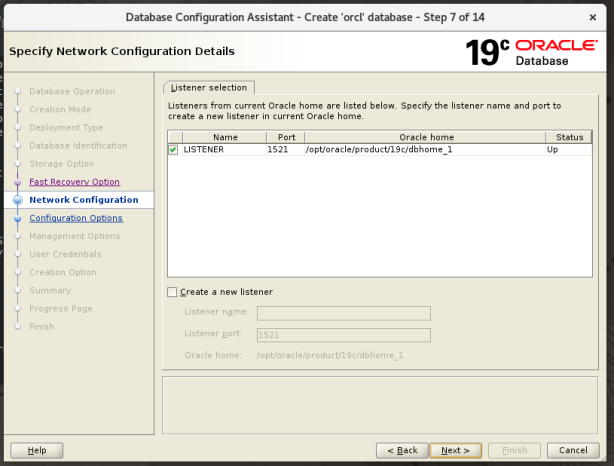 Database Configuration Assistant - Create 'orcl' database - Step 7 of 14
Specify Network Configuration Details
19c ORACLE
Database
Database Operation
Creation Mode
Deployment Type
Database Identification
Storage Option
Fast Recovery Option
Network Configuration
Configuration Options
Management Options
User Credentials
Creation Option
Summary
Progress Page
Finish
Listener selection
Listeners from current Oracle home are listed below. Specify the listener name and port to
create a new listener in current Oracle home.
Name Port Oracle home Status
LISTENER 1521 /opt/oracle/product/19c/dbhome_1 Up
Create a new listener
Listener name:
Listener port: 1521
Oracle home: /opt/oracle/product/19c/dbhome_1
Help
< Back
Next >
Finish
Cancel